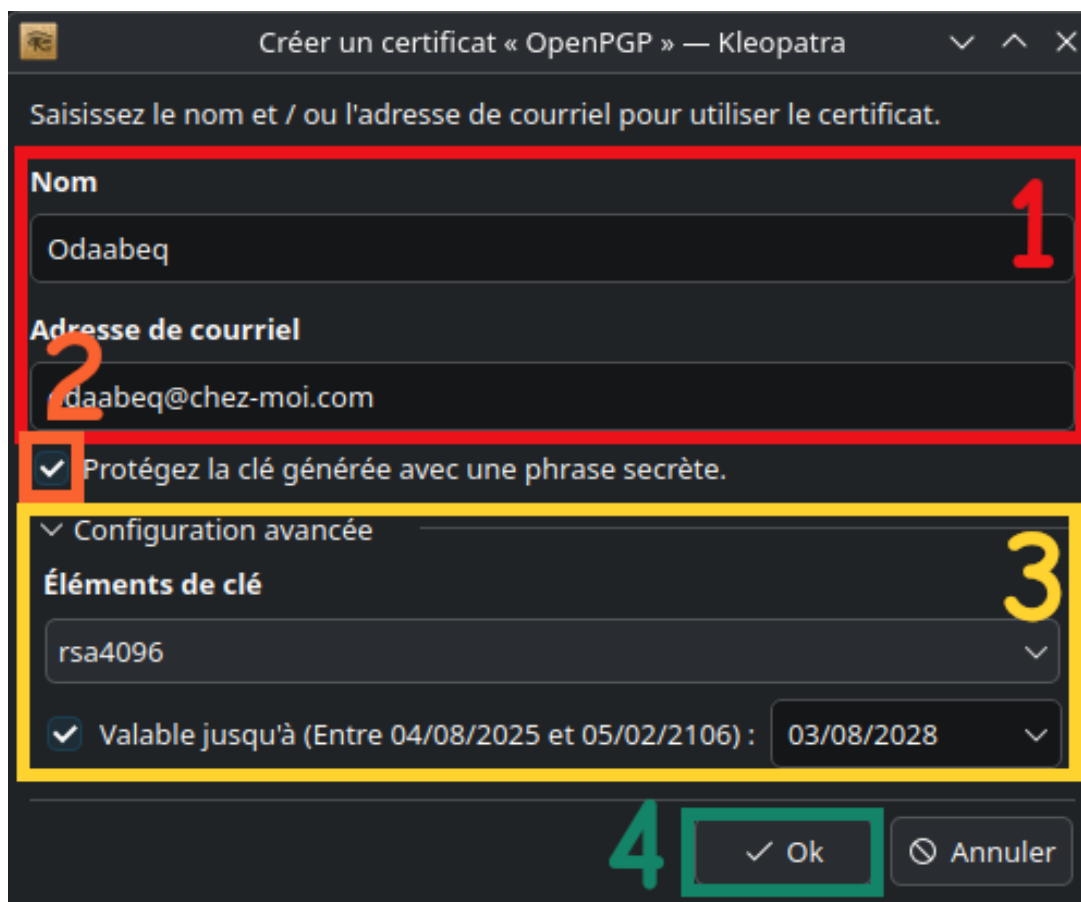 Créer un certificat « OpenPGP » — Kleopatra
Saisissez le nom et / ou l'adresse de courriel pour utiliser le certificat.
Nom
1
Odaabeq
Adresse de courriel
2
odaabeq@chez-moi.com
Protégez la clé générée avec une phrase secrète.
Configuration avancée
3
Éléments de clé
rsa4096
Valable jusqu'à (Entre 04/08/2025 et 05/02/2106) : 03/08/2028
4 Ok Annuler